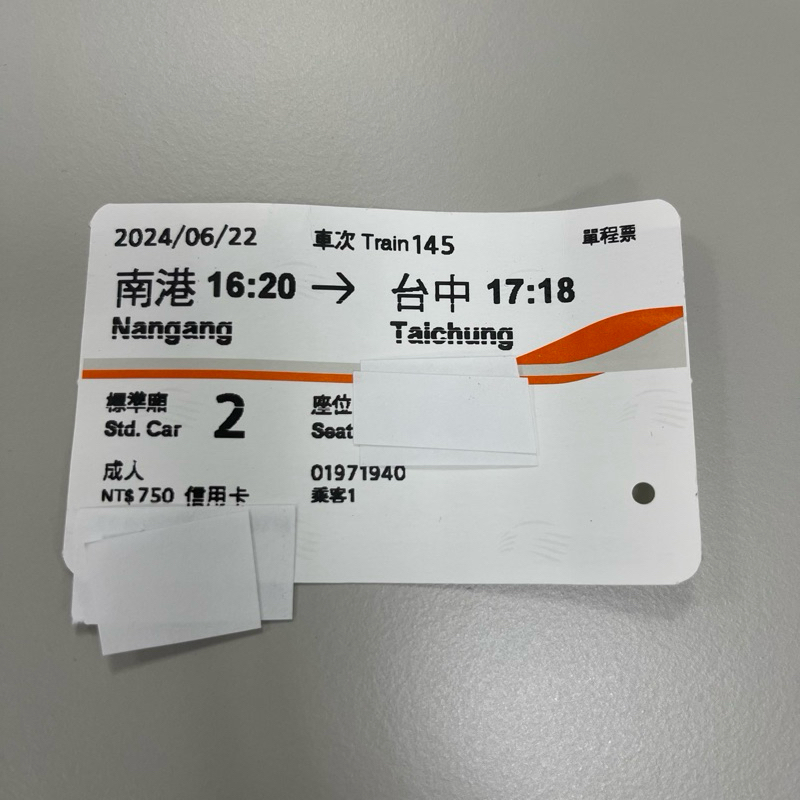 2024/06/22 車次 Train 145 單程票
南港 16:20 → 台中 17:18
Nangang Taichung
標準廂 2 座位
Std. Car Seat
成人 01971940
NT$ 750 信用卡 乘客1